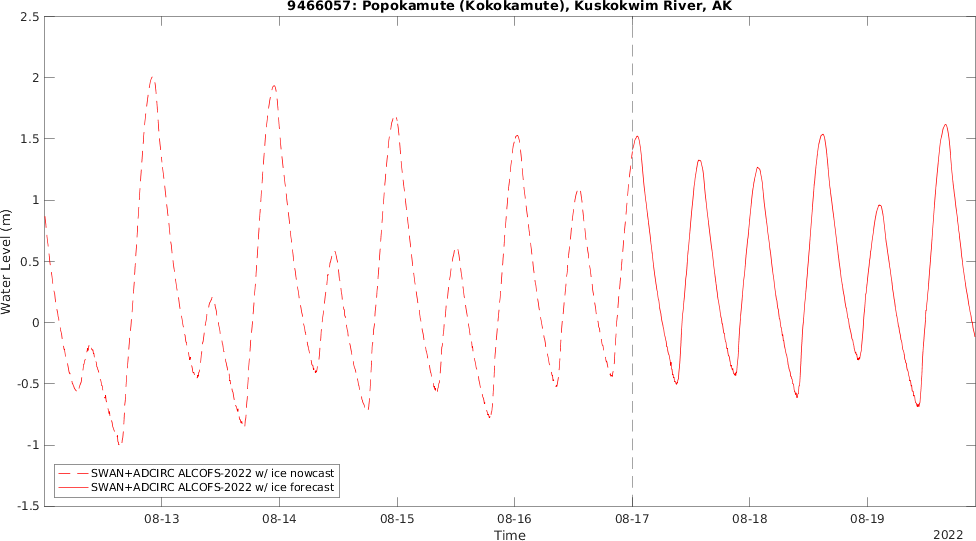 9466057: Popokamute (Kokokamute), Kuskokwim River, AK
2.5
2
1.5
1
0.5
0
-0.5
-1
-1.5
Water Level (m)
SWAN+ADCIRC ALCOFS-2022 w/ ice nowcast
SWAN+ADCIRC ALCOFS-2022 w/ ice forecast
08-13 08-14 08-15 08-16 08-17 08-18 08-19
Time
2022